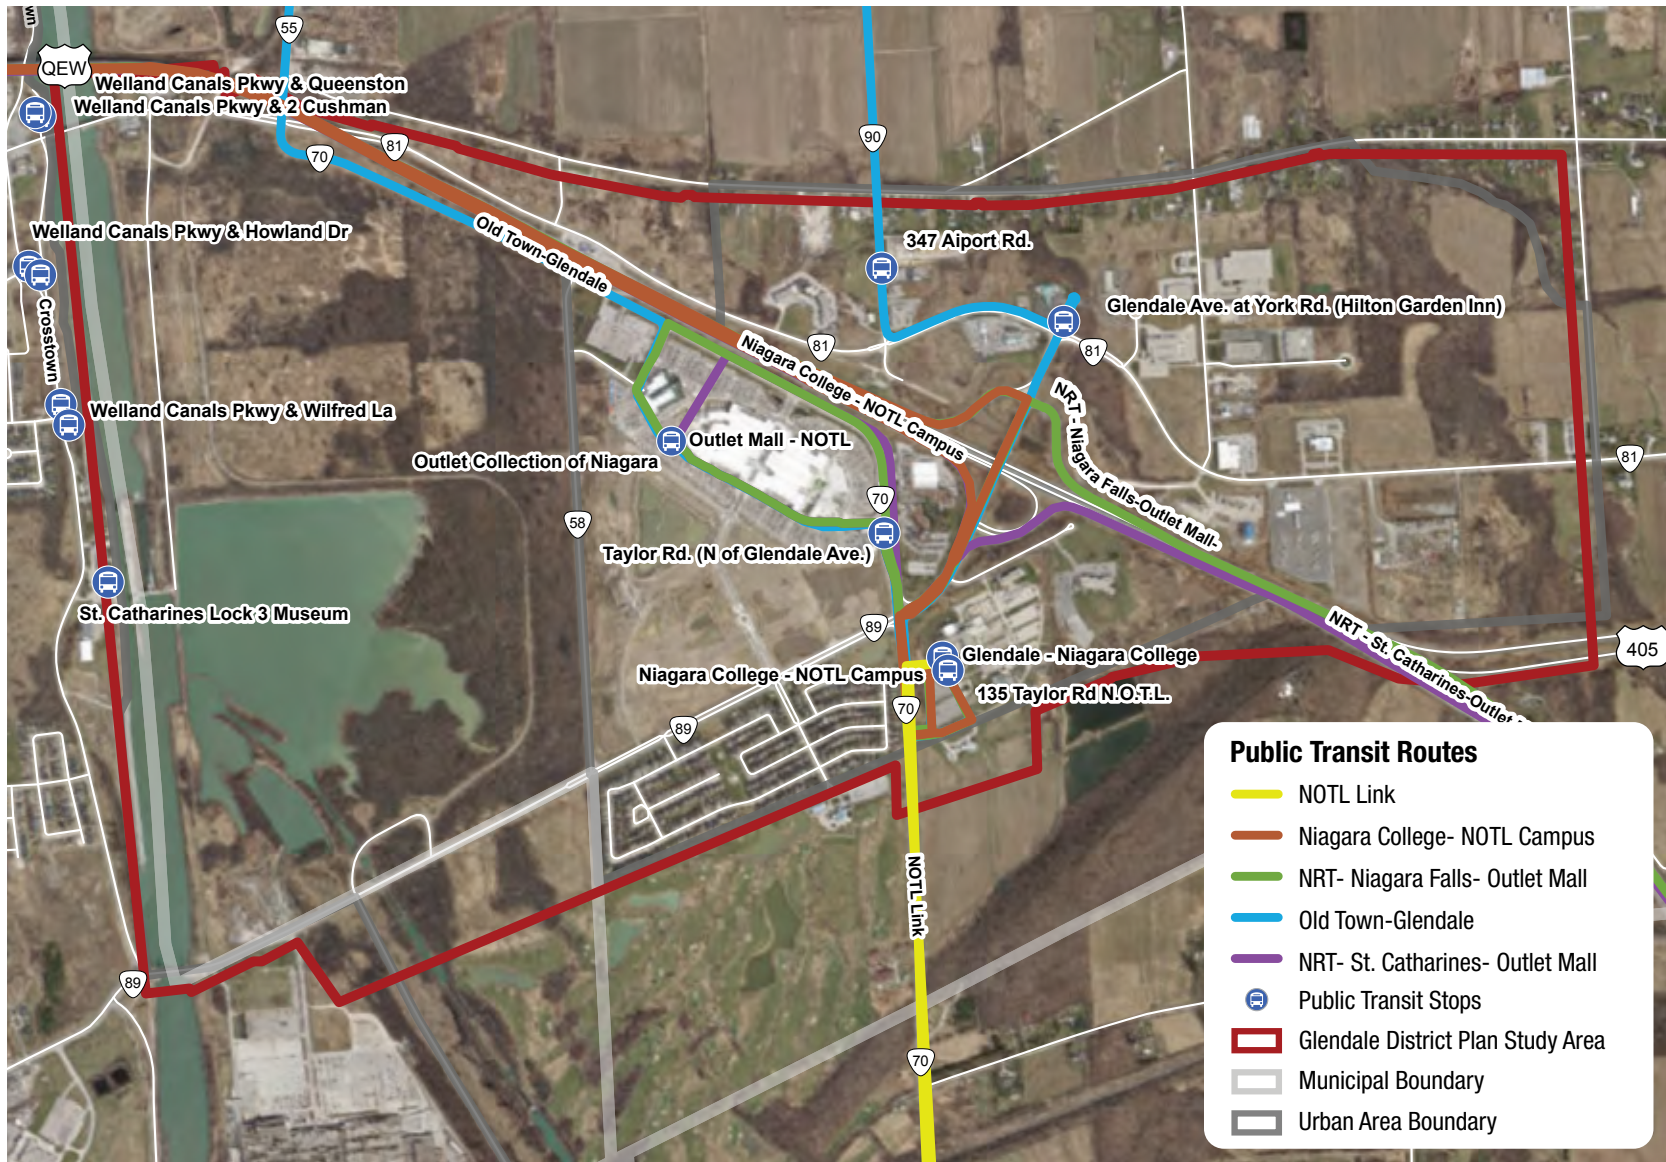 wn
55
QEW
Welland Canals Pkwy & Queenston
Welland Canals Pkwy & 2 Cushman
90
81
70
Welland Canals Pkwy & Howland Dr
Old Town-Glendale
347 Aiport Rd.
Glendale Ave. at York Rd. (Hilton Garden Inn)
Crosstown
81
81
Niagara College - NOTL Campus
NRT - Niagara Falls-Outlet Mall-
Welland Canals Pkwy & Wilfred La
Outlet Mall - NOTL
Outlet Collection of Niagara
81
70
58
Taylor Rd. (N of Glendale Ave.)
St. Catharines Lock 3 Museum
89
NRT - St. Catharines-Outlet
405
Glendale - Niagara College
Niagara College - NOTL Campus
135 Taylor Rd N.O.T.L.
70
89
NOTL Link
89
70
Public Transit Routes
NOTL Link
Niagara College- NOTL Campus
NRT- Niagara Falls- Outlet Mall
Old Town-Glendale
NRT- St. Catharines- Outlet Mall
Public Transit Stops
Glendale District Plan Study Area
Municipal Boundary
Urban Area Boundary